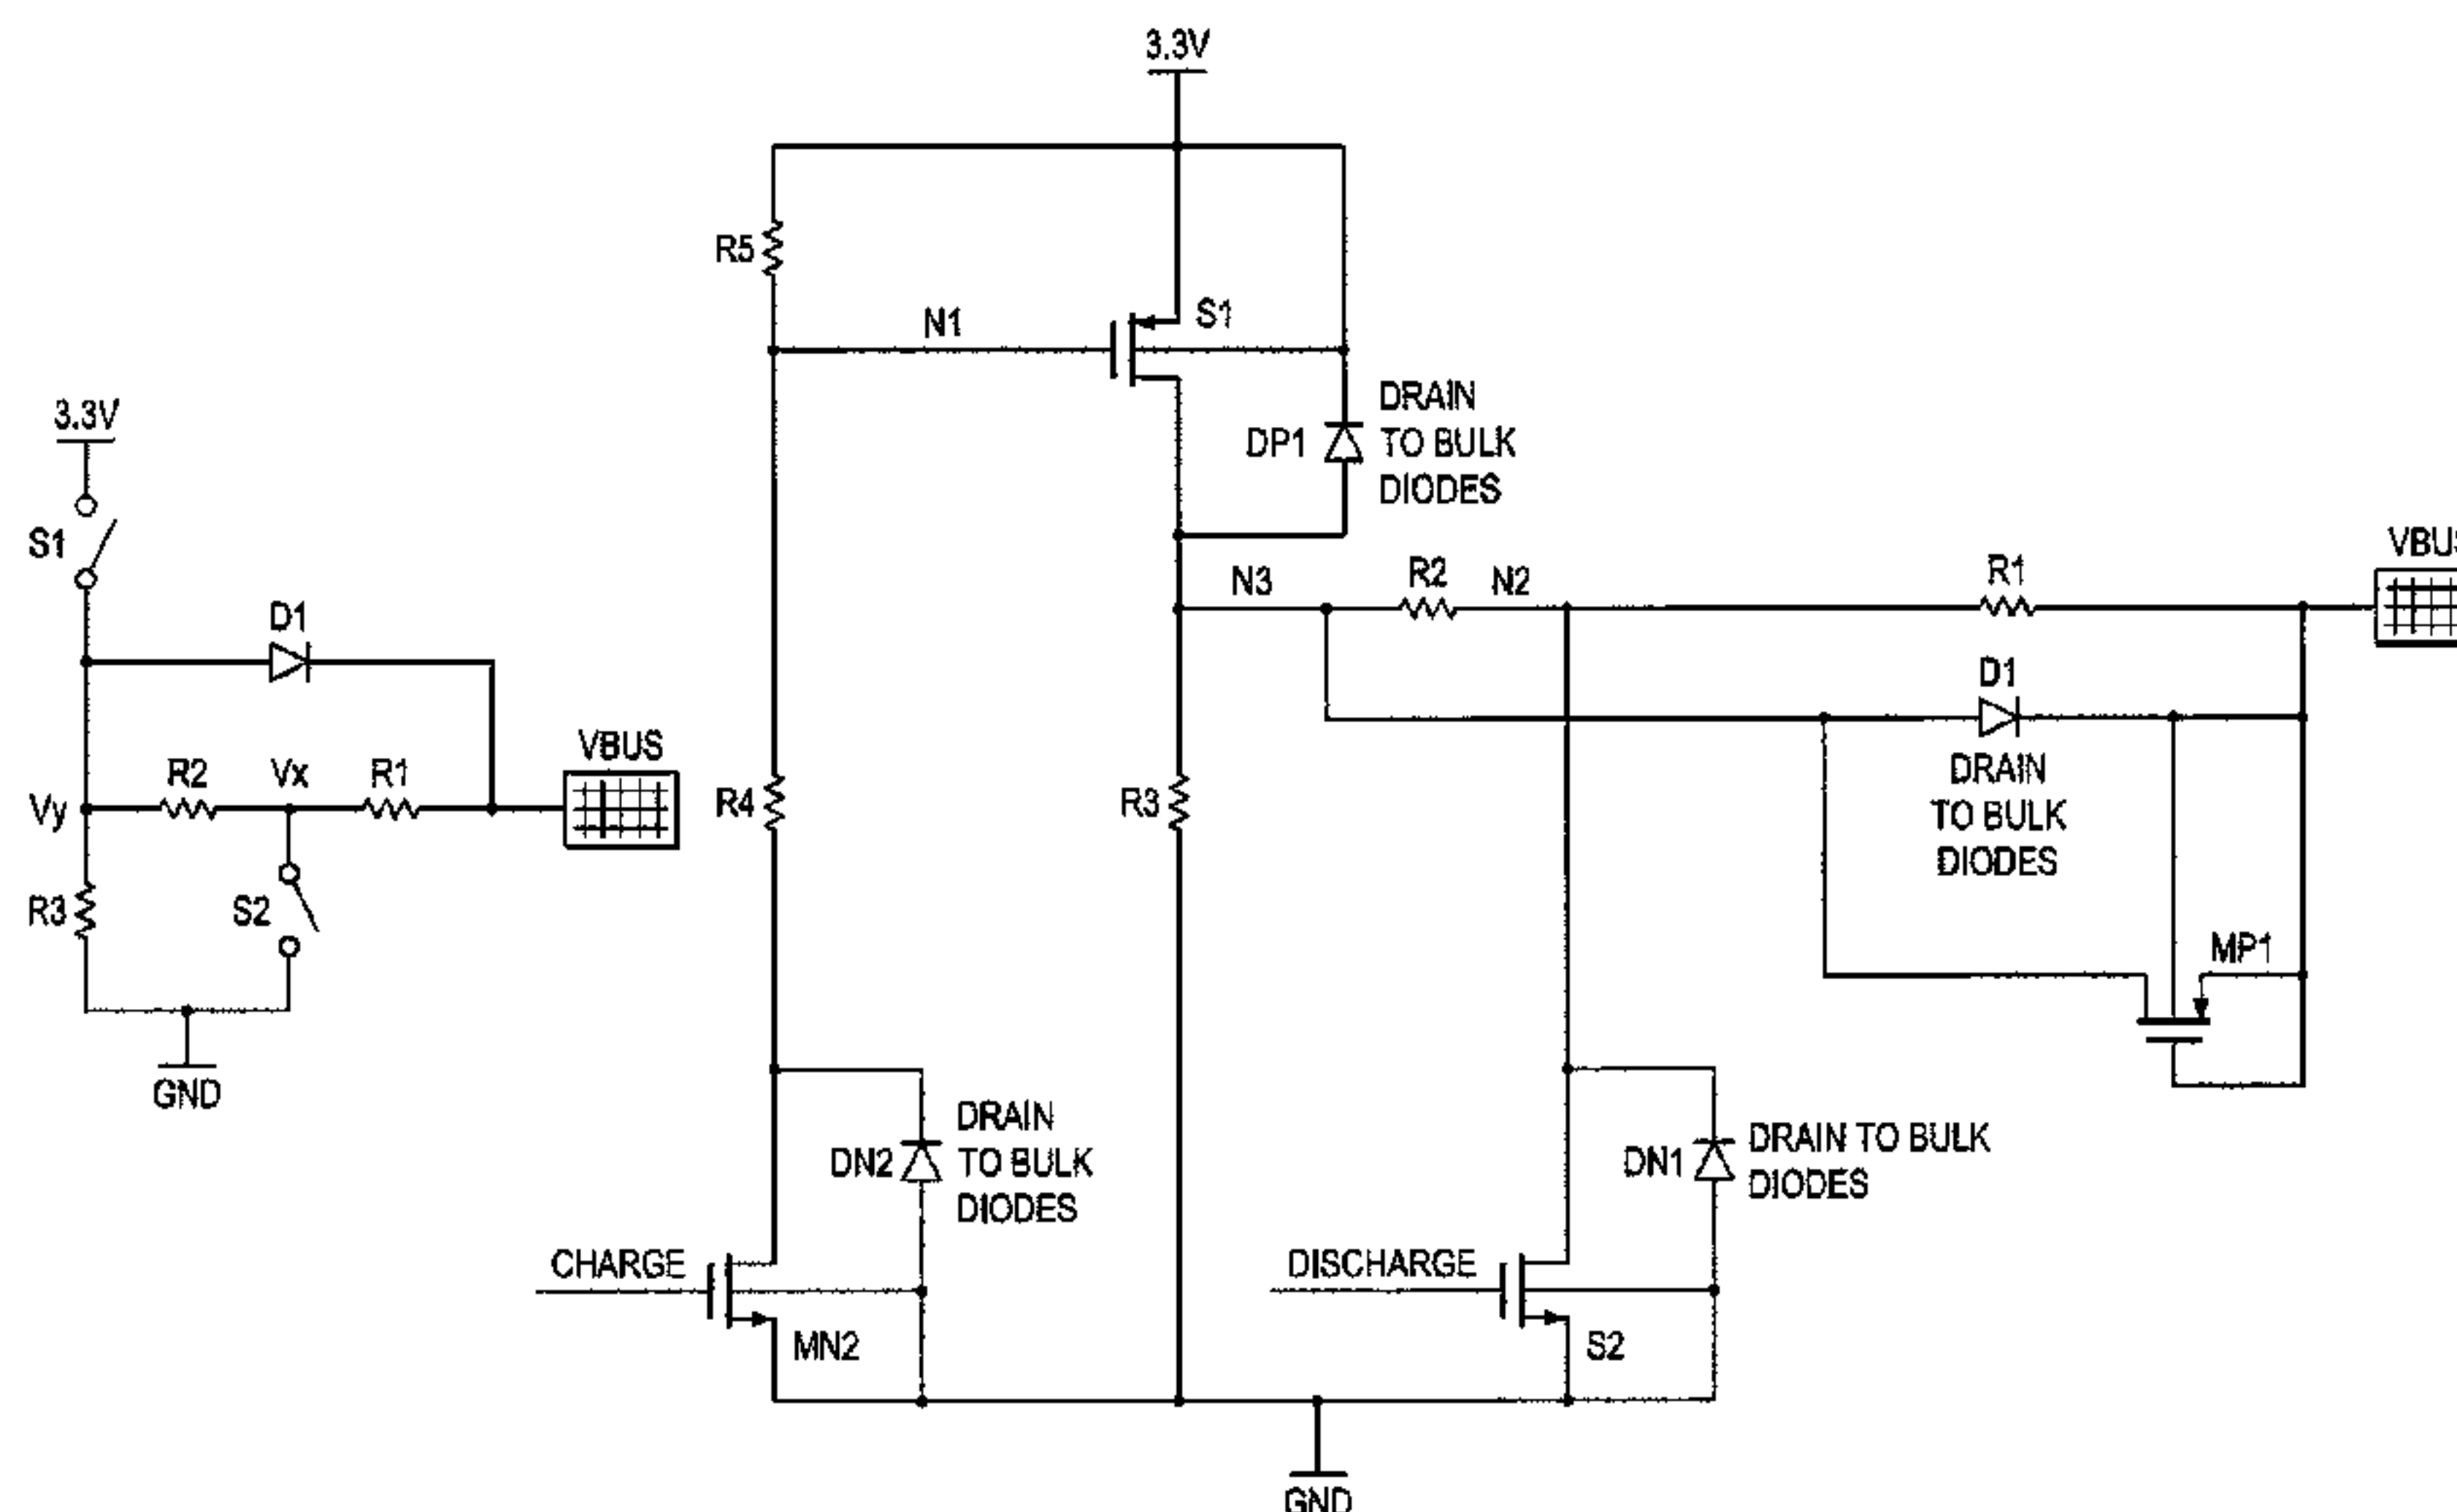 3.3V
S1
D1
VBUS
R2
Vx
R1
Vy
R3
S2
GND
3.3V
R5
N1
S1
DP1
DRAIN
TO BULK
DIODES
N3
R2
N2
R1
D1
DRAIN
TO BULK
DIODES
MP1
R4
R3
DN2
DRAIN
TO BULK
DIODES
DN1
DRAIN TO BULK
DIODES
CHARGE
MN2
DISCHARGE
S2
GND